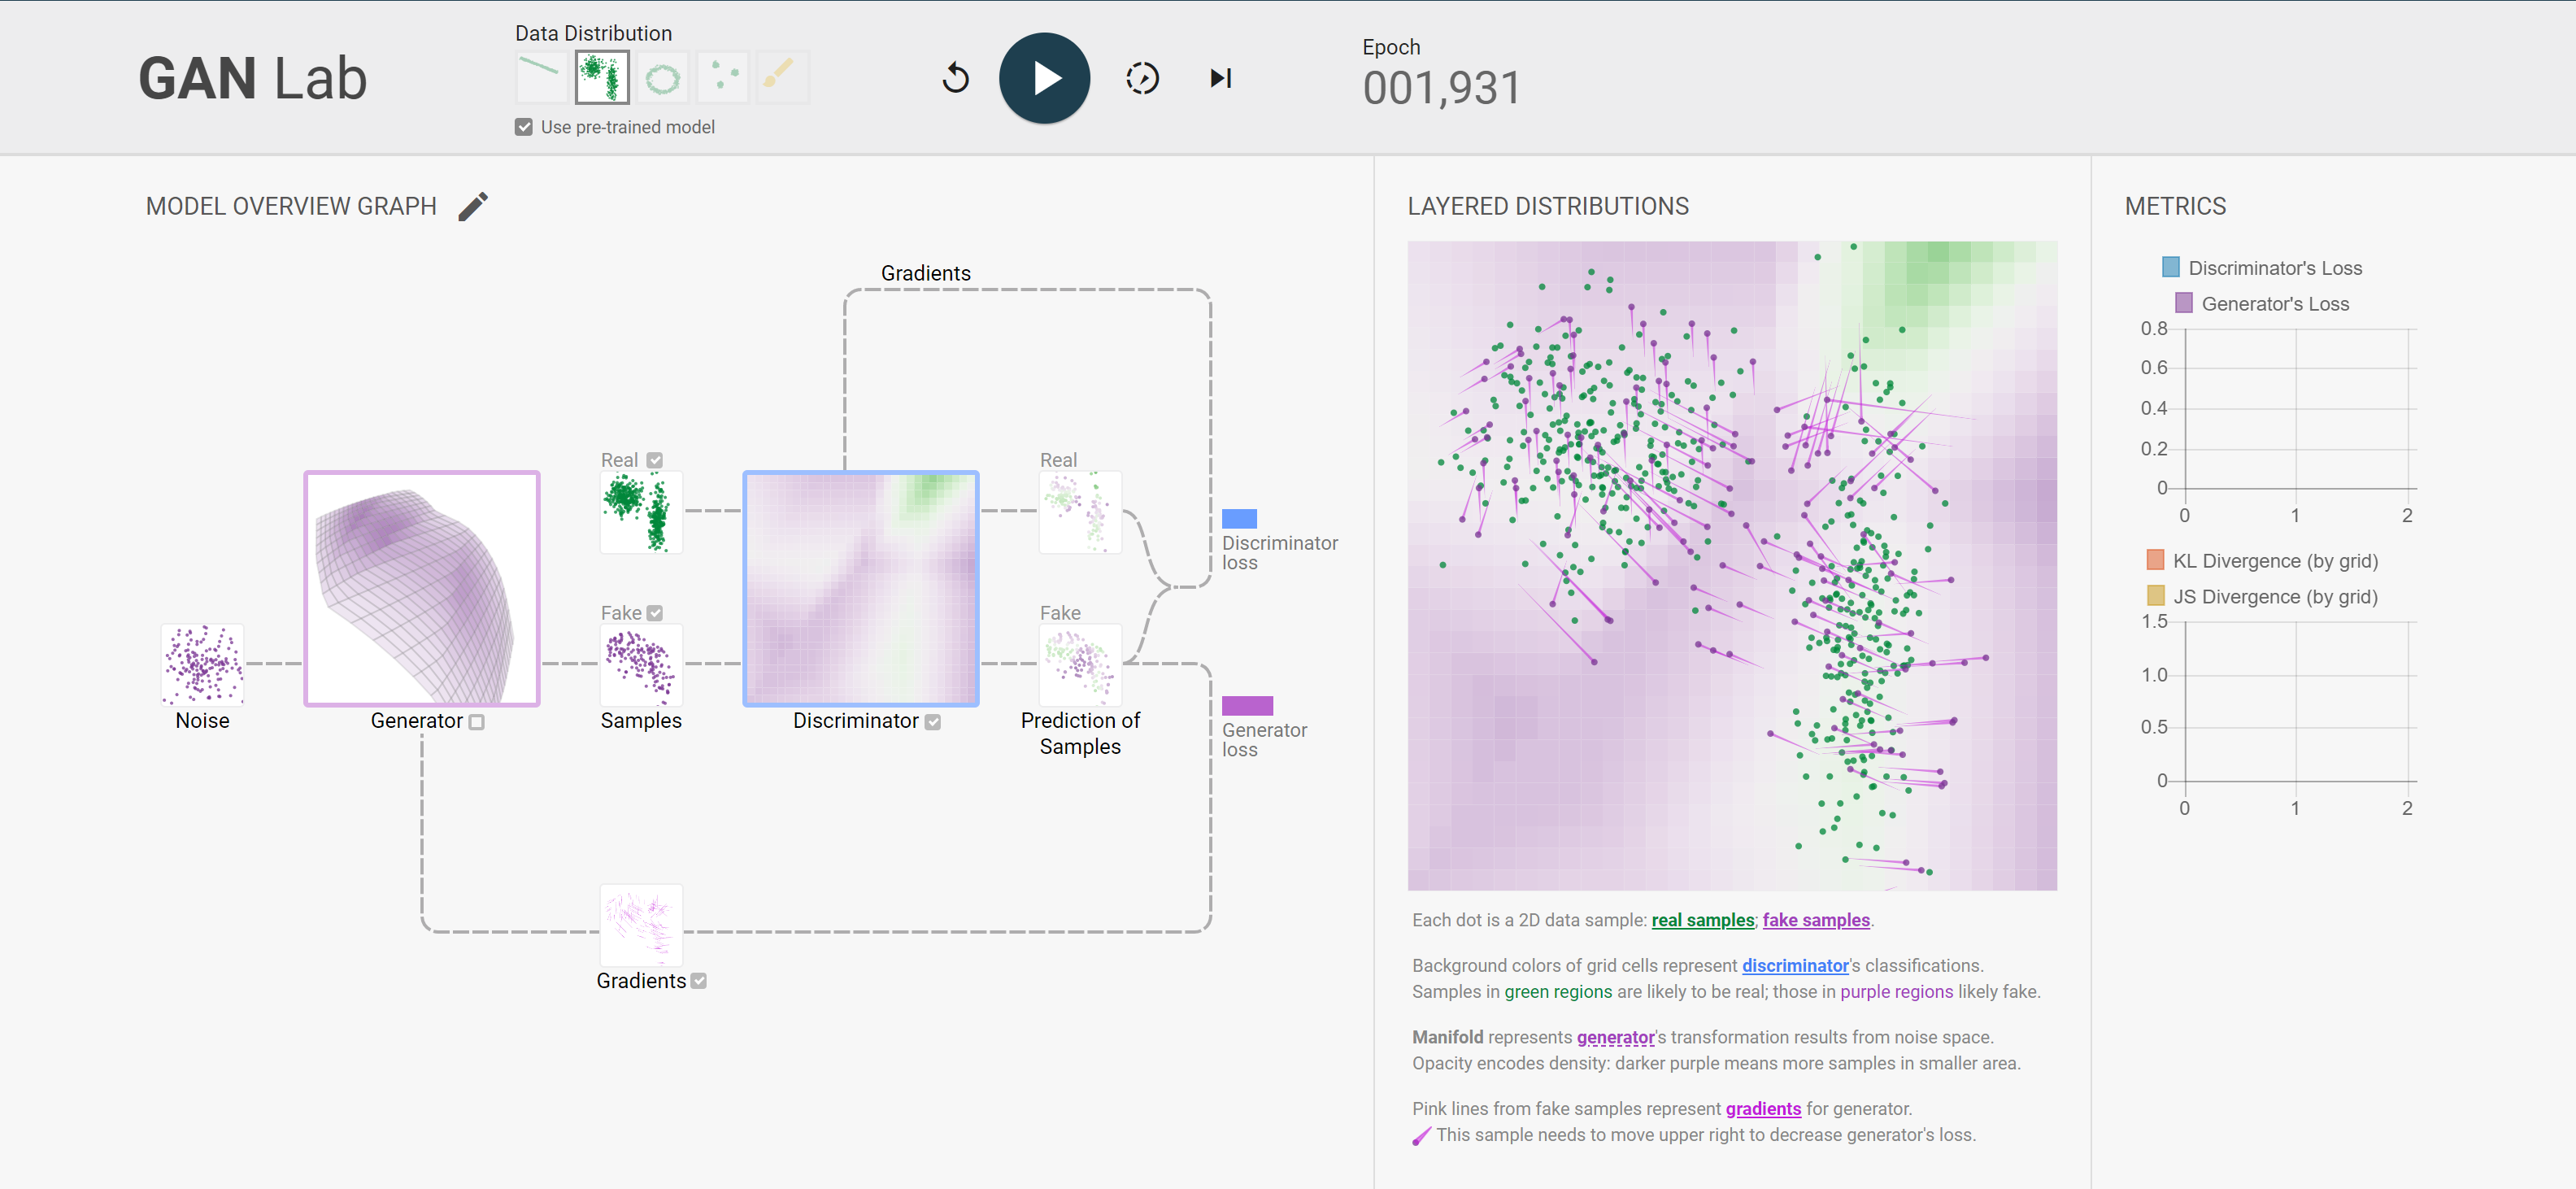 GAN Lab
Data Distribution
Use pre-trained model
Epoch
001,931
MODEL OVERVIEW GRAPH
Gradients
Real
Real
Discriminator
loss
Fake
Fake
Noise
Generator
Samples
Discriminator
Prediction of
Samples
Generator
loss
Gradients
LAYERED DISTRIBUTIONS
Each dot is a 2D data sample: real samples; fake samples.
Background colors of grid cells represent discriminator's classifications.
Samples in green regions are likely to be real; those in purple regions likely fake.
Manifold represents generator's transformation results from noise space.
Opacity encodes density: darker purple means more samples in smaller area.
Pink lines from fake samples represent gradients for generator.
This sample needs to move upper right to decrease generator's loss.
METRICS
Discriminator's Loss
Generator's Loss
0.8
0.6
0.4
0.2
0
0 1 2
KL Divergence (by grid)
JS Divergence (by grid)
1.5
1.0
0.5
0
0 1 2